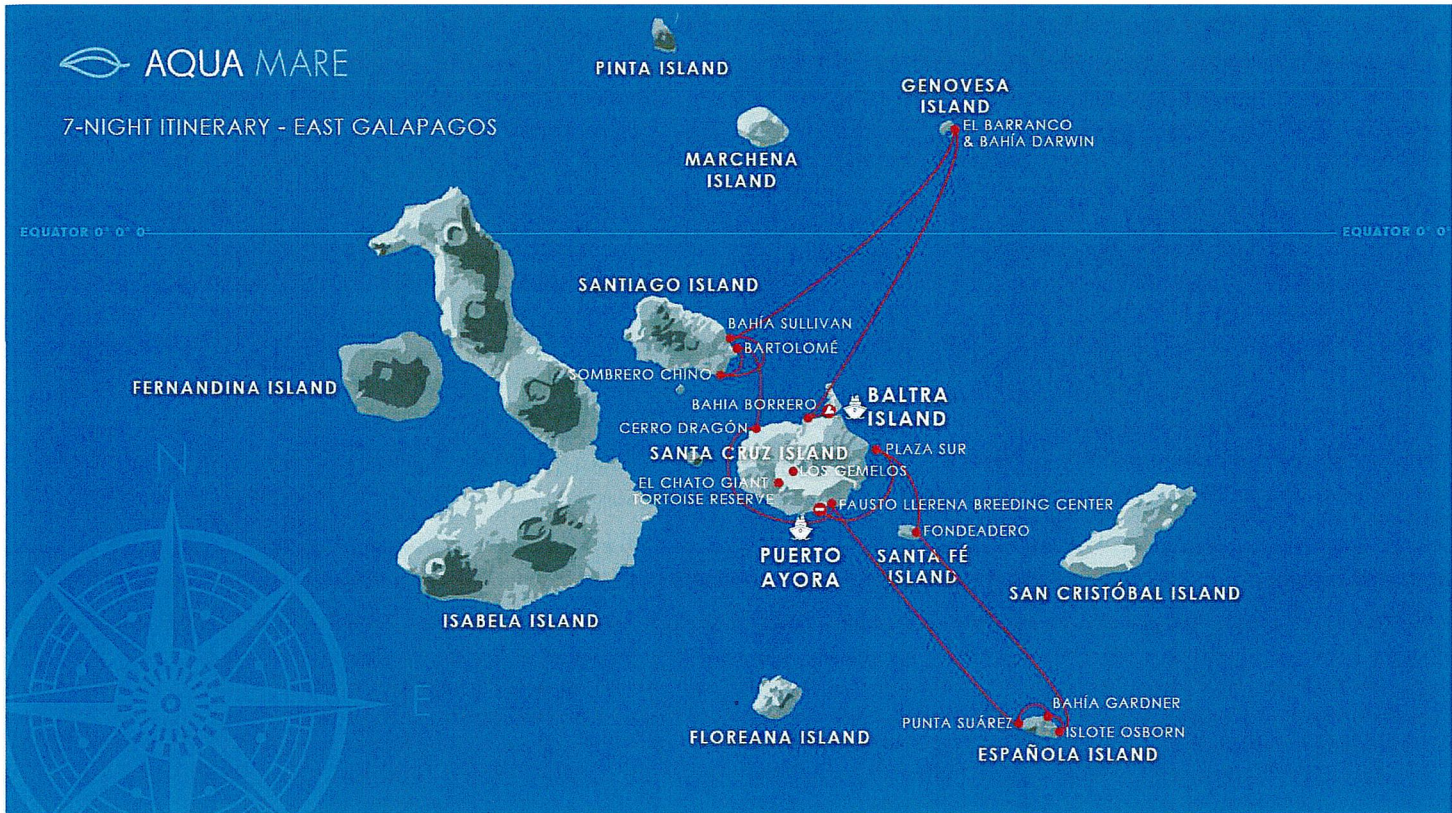 AQUA MARE
7-NIGHT ITINERARY - EAST GALAPAGOS
PINTA ISLAND
GENOVESA
ISLAND
EL BARRANCO
& BAHÍA DARWIN
MARCHENA
ISLAND
EQUATOR 0° 0° 0°
EQUATOR 0° 0°
SANTIAGO ISLAND
BAHÍA SULLIVAN
BARTOLOMÉ
SOMBRERO CHINO
FERNANDINA ISLAND
BAHIA BORRERO
BALTRA
ISLAND
CERRO DRAGÓN
SANTA CRUZ ISLAND
PLAZA SUR
LOS GEMELOS
EL CHATO GIANT
TORTOISE RESERVE
FAUSTO LLERENA BREEDING CENTER
FONDEADERO
PUERTO
AYORA
SANTA FÉ
ISLAND
SAN CRISTÓBAL ISLAND
ISABELA ISLAND
N
E
BAHÍA GARDNER
PUNTA SUÁREZ
ISLOTE OSBORN
FLOREANA ISLAND
ESPAÑOLA ISLAND